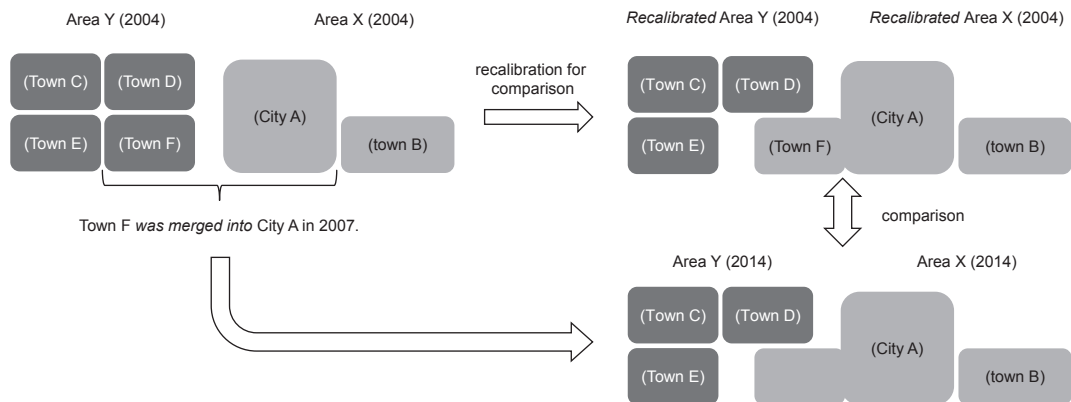 Area Y (2004)
Area X (2004)
(Town C)
(Town D)
(City A)
(Town E)
(Town F)
(town B)
Town F was merged into City A in 2007.
recalibration for
comparison
Recalibrated Area Y (2004)
Recalibrated Area X (2004)
(Town C)
(Town D)
(City A)
(Town E)
(Town F)
(town B)
comparison
Area Y (2014)
Area X (2014)
(Town C)
(Town D)
(City A)
(Town E)
(town B)